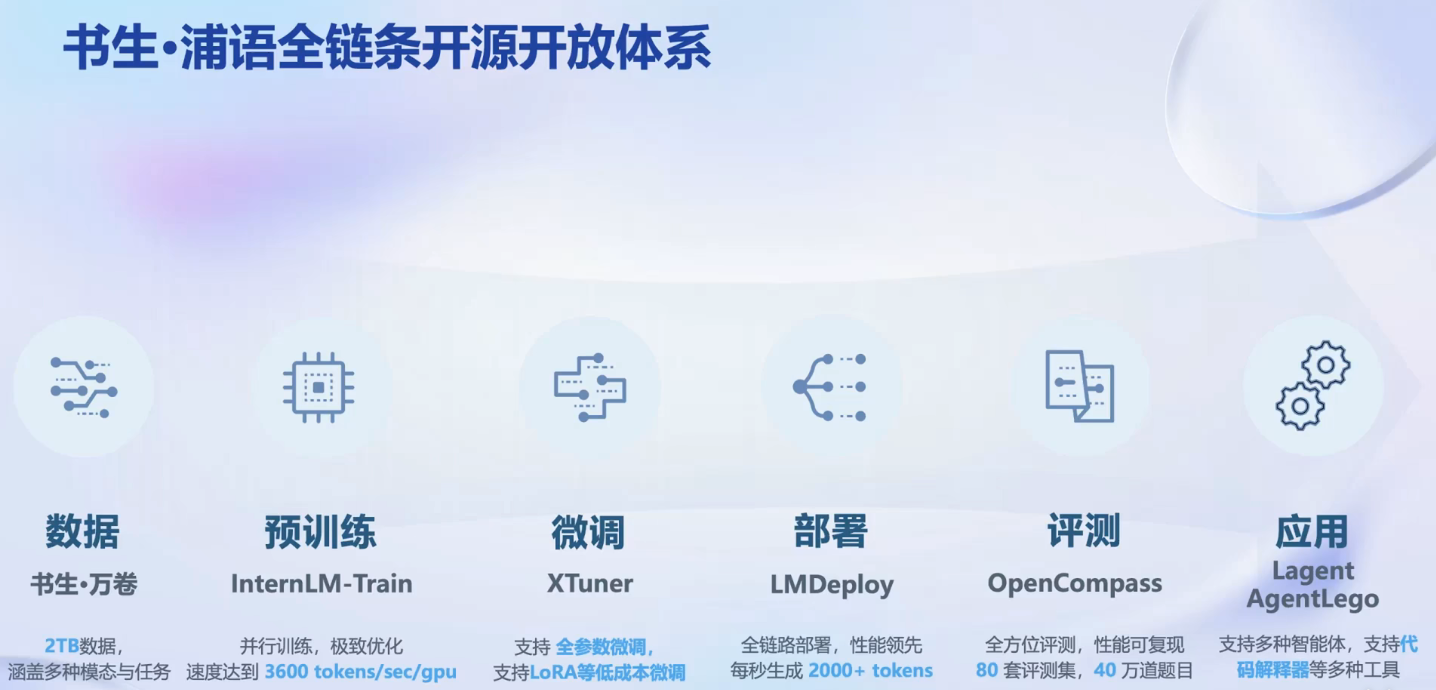 书生·浦语全链条开源开放体系
数据
书生·万卷
2TB数据，
涵盖多种模态与任务
预训练
InternLM-Train
并行训练，极致优化
速度达到 3600 tokens/sec/gpu
微调
XTuner
支持 全参数微调，
支持LoRA等低成本微调
部署
LMDeploy
全链路部署，性能领先
每秒生成 2000+ tokens
评测
OpenCompass
全方位评测，性能可复现
80 套评测集，40 万道题目
应用
Lagent
AgentLego
支持多种智能体，支持代
码解释器等多种工具